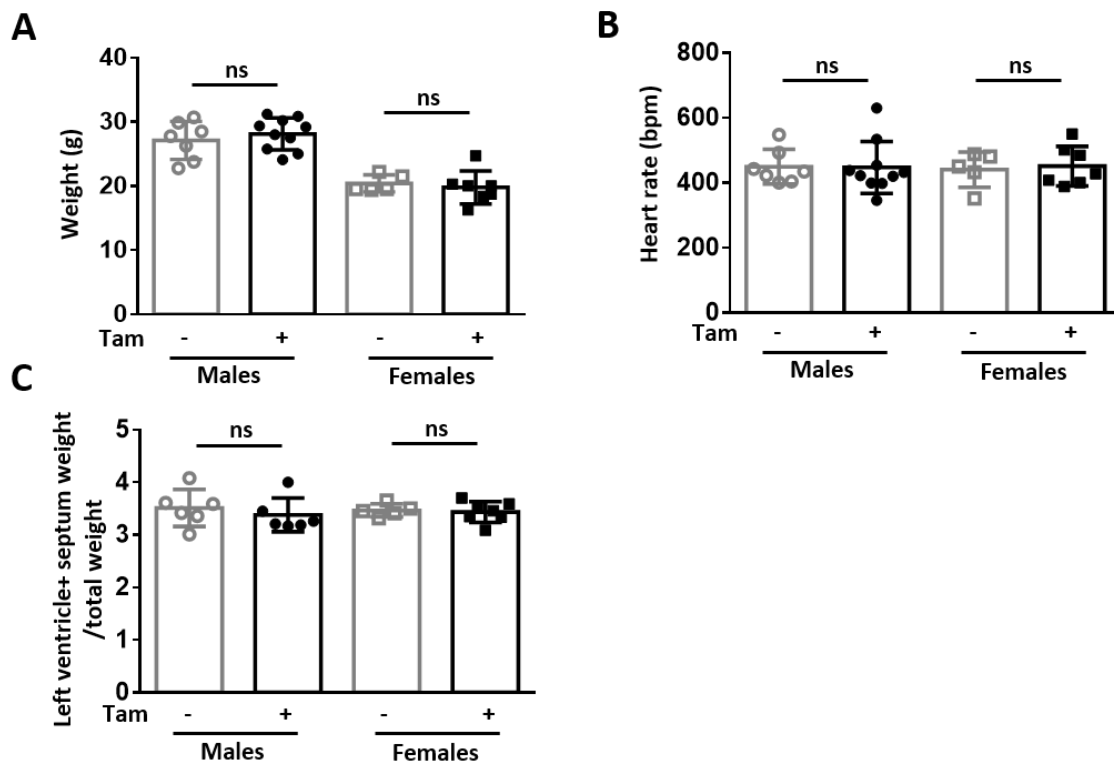 A
Weight (g)
40
30
20
10
0
ns
ns
Tam
-
+
-
+
Males
Females
B
Heart rate (bpm)
800
600
400
200
0
ns
ns
Tam
-
+
-
+
Males
Females
C
Left ventricle+ septum weight
/total weight
5
4
3
2
1
0
ns
ns
Tam
-
+
-
+
Males
Females